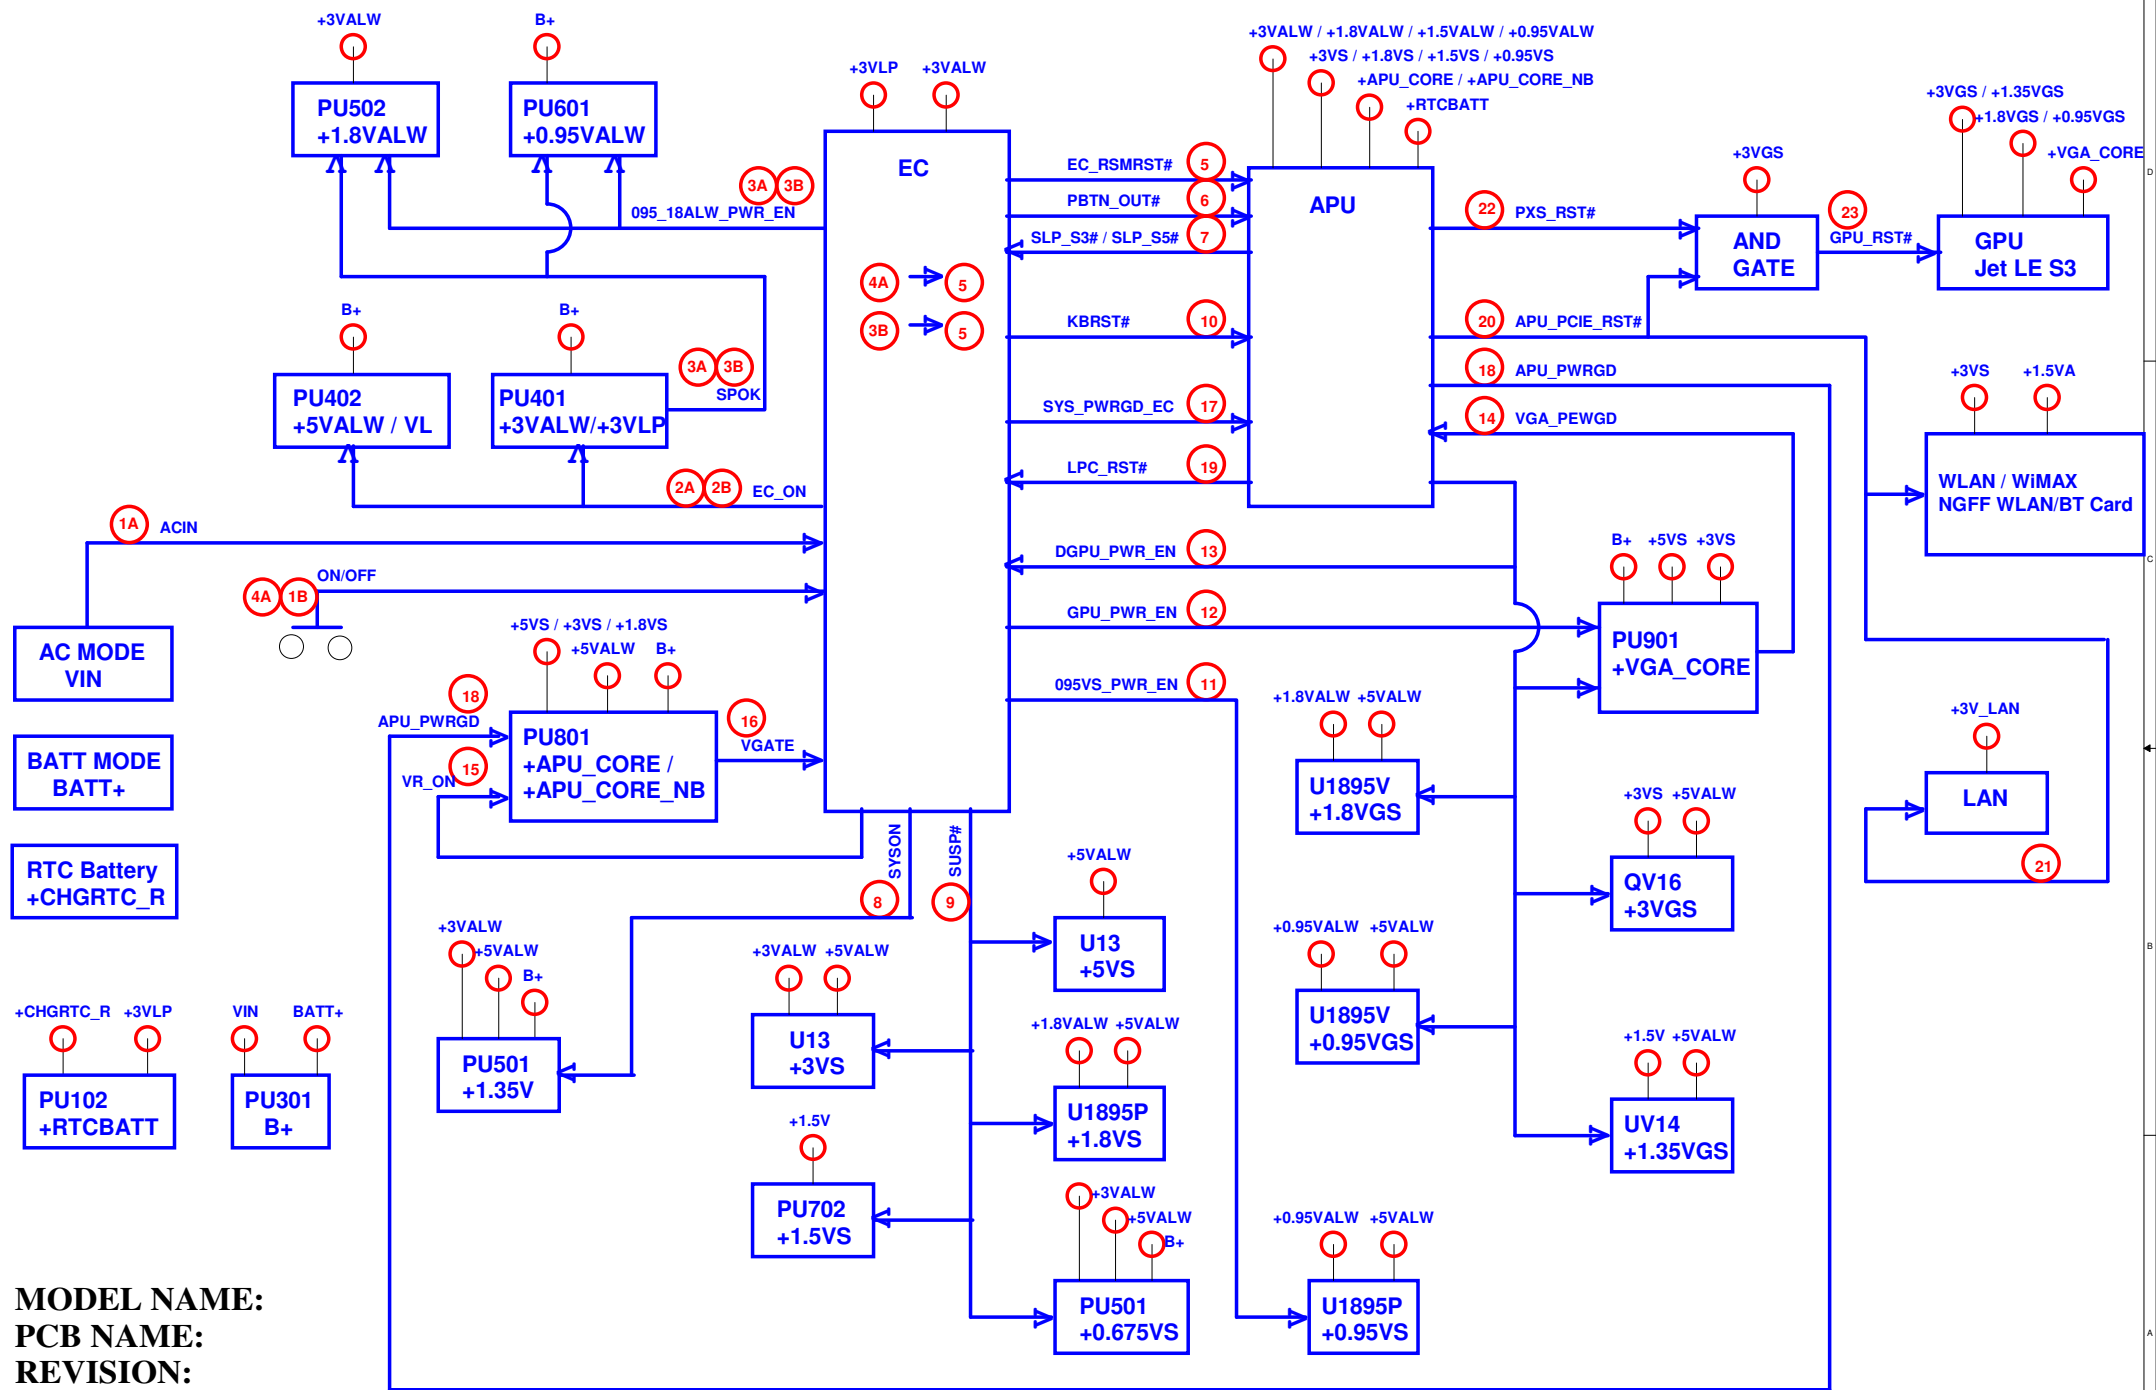 +3VALW
B+
PU502
+1.8VALW
PU601
+0.95VALW
3A 3B
095_18ALW_PWR_EN
B+
B+
PU402
+5VALW / VL
PU401
+3VALW/+3VLP
3A 3B
SPOK
2A 2B EC_ON
1A ACIN
ON/OFF
4A 1B
AC MODE
VIN
BATT MODE
BATT+
RTC Battery
+CHGRTC_R
+CHGRTC_R +3VLP
PU102
+RTCBATT
VIN BATT+
PU301
B+
+5VS / +3VS / +1.8VS
+5VALW B+
18
APU_PWRGD
15
VR_ON
PU801
+APU_CORE /
+APU_CORE_NB
16
VGATE
+3VLP +3VALW
EC
4A 5
3B 5
EC_RSMRST# 5
PBTN_OUT# 6
SLP_S3# / SLP_S5# 7
KBRST# 10
SYS_PWRGD_EC 17
LPC_RST# 19
DGPU_PWR_EN 13
GPU_PWR_EN 12
095VS_PWR_EN 11
SYSON
8
SUSP#
9
+3VALW
+5VALW
B+
PU501
+1.35V
+3VALW +5VALW
U13
+3VS
+1.5V
PU702
+1.5VS
+5VALW
U13
+5VS
+1.8VALW +5VALW
U1895P
+1.8VS
+3VALW
+5VALW
B+
PU501
+0.675VS
+3VALW / +1.8VALW / +1.5VALW / +0.95VALW
+3VS / +1.8VS / +1.5VS / +0.95VS
+APU_CORE / +APU_CORE_NB
+RTCBATT
APU
22 PXS_RST#
20 APU_PCIE_RST#
18 APU_PWRGD
14 VGA_PEWGD
+3VGS
AND
GATE
23
GPU_RST#
+3VGS / +1.35VGS
+1.8VGS / +0.95VGS
+VGA_CORE
GPU
Jet LE S3
+3VS +1.5VA
WLAN / WiMAX
NGFF WLAN/BT Card
B+ +5VS +3VS
PU901
+VGA_CORE
+3V_LAN
LAN
21
+1.8VALW +5VALW
U1895V
+1.8VGS
+3VS +5VALW
QV16
+3VGS
+0.95VALW +5VALW
U1895V
+0.95VGS
+1.5V +5VALW
UV14
+1.35VGS
+0.95VALW +5VALW
U1895P
+0.95VS
D
C
B
A
MODEL NAME:
PCB NAME:
REVISION: